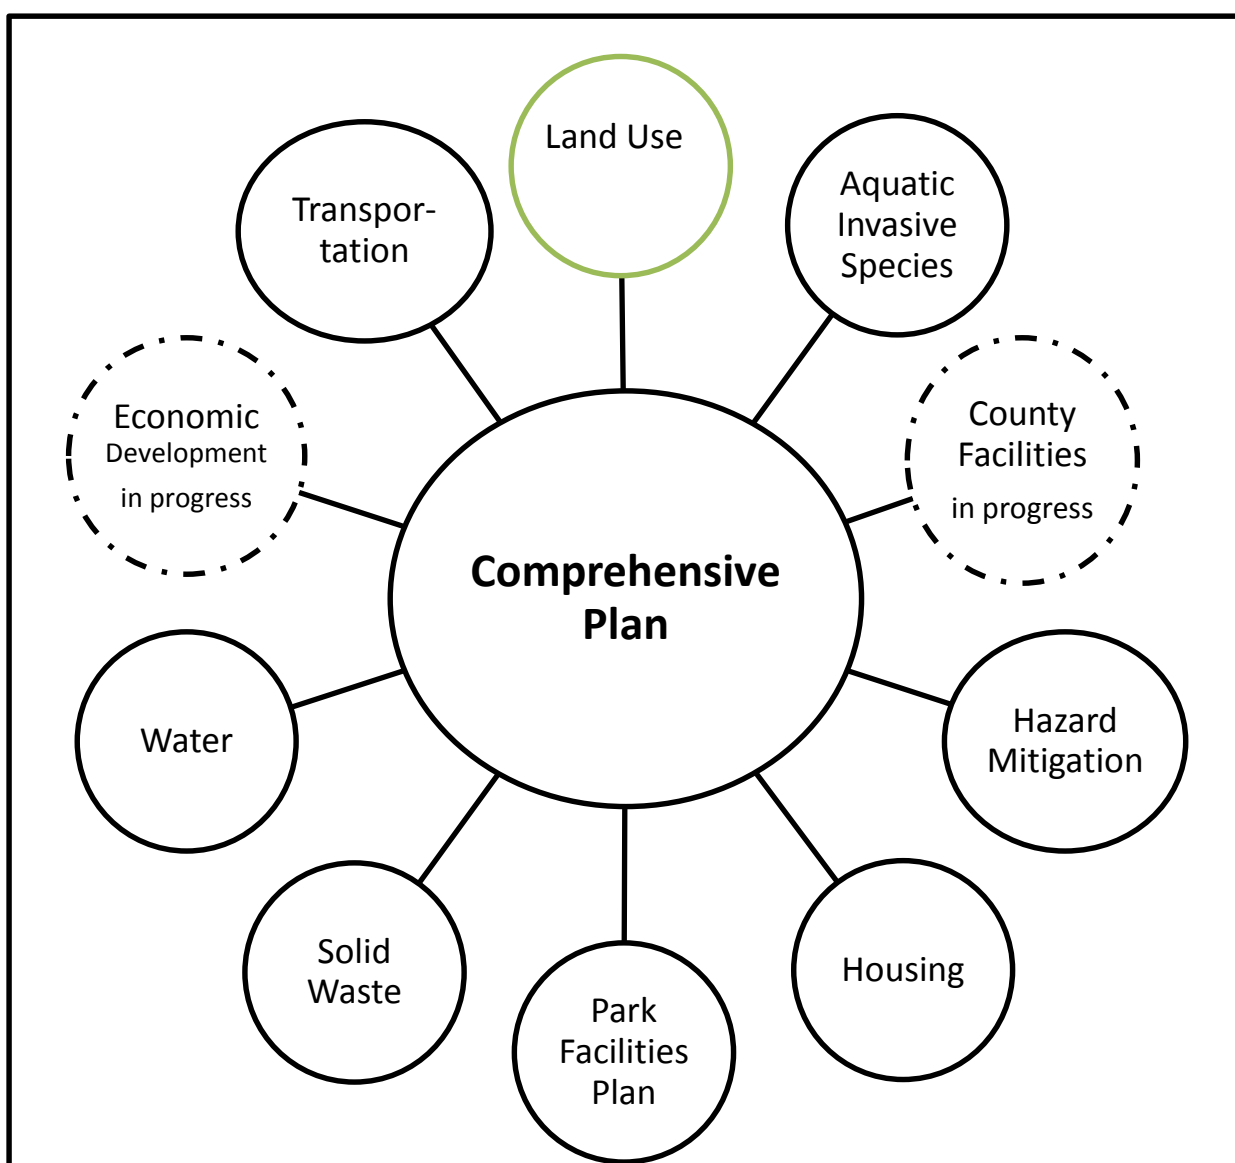 Land Use
Transpor-
tation
Aquatic
Invasive
Species
Economic
Development
in progress
County
Facilities
in progress
Comprehensive
Plan
Water
Hazard
Mitigation
Solid
Waste
Park
Facilities
Plan
Housing